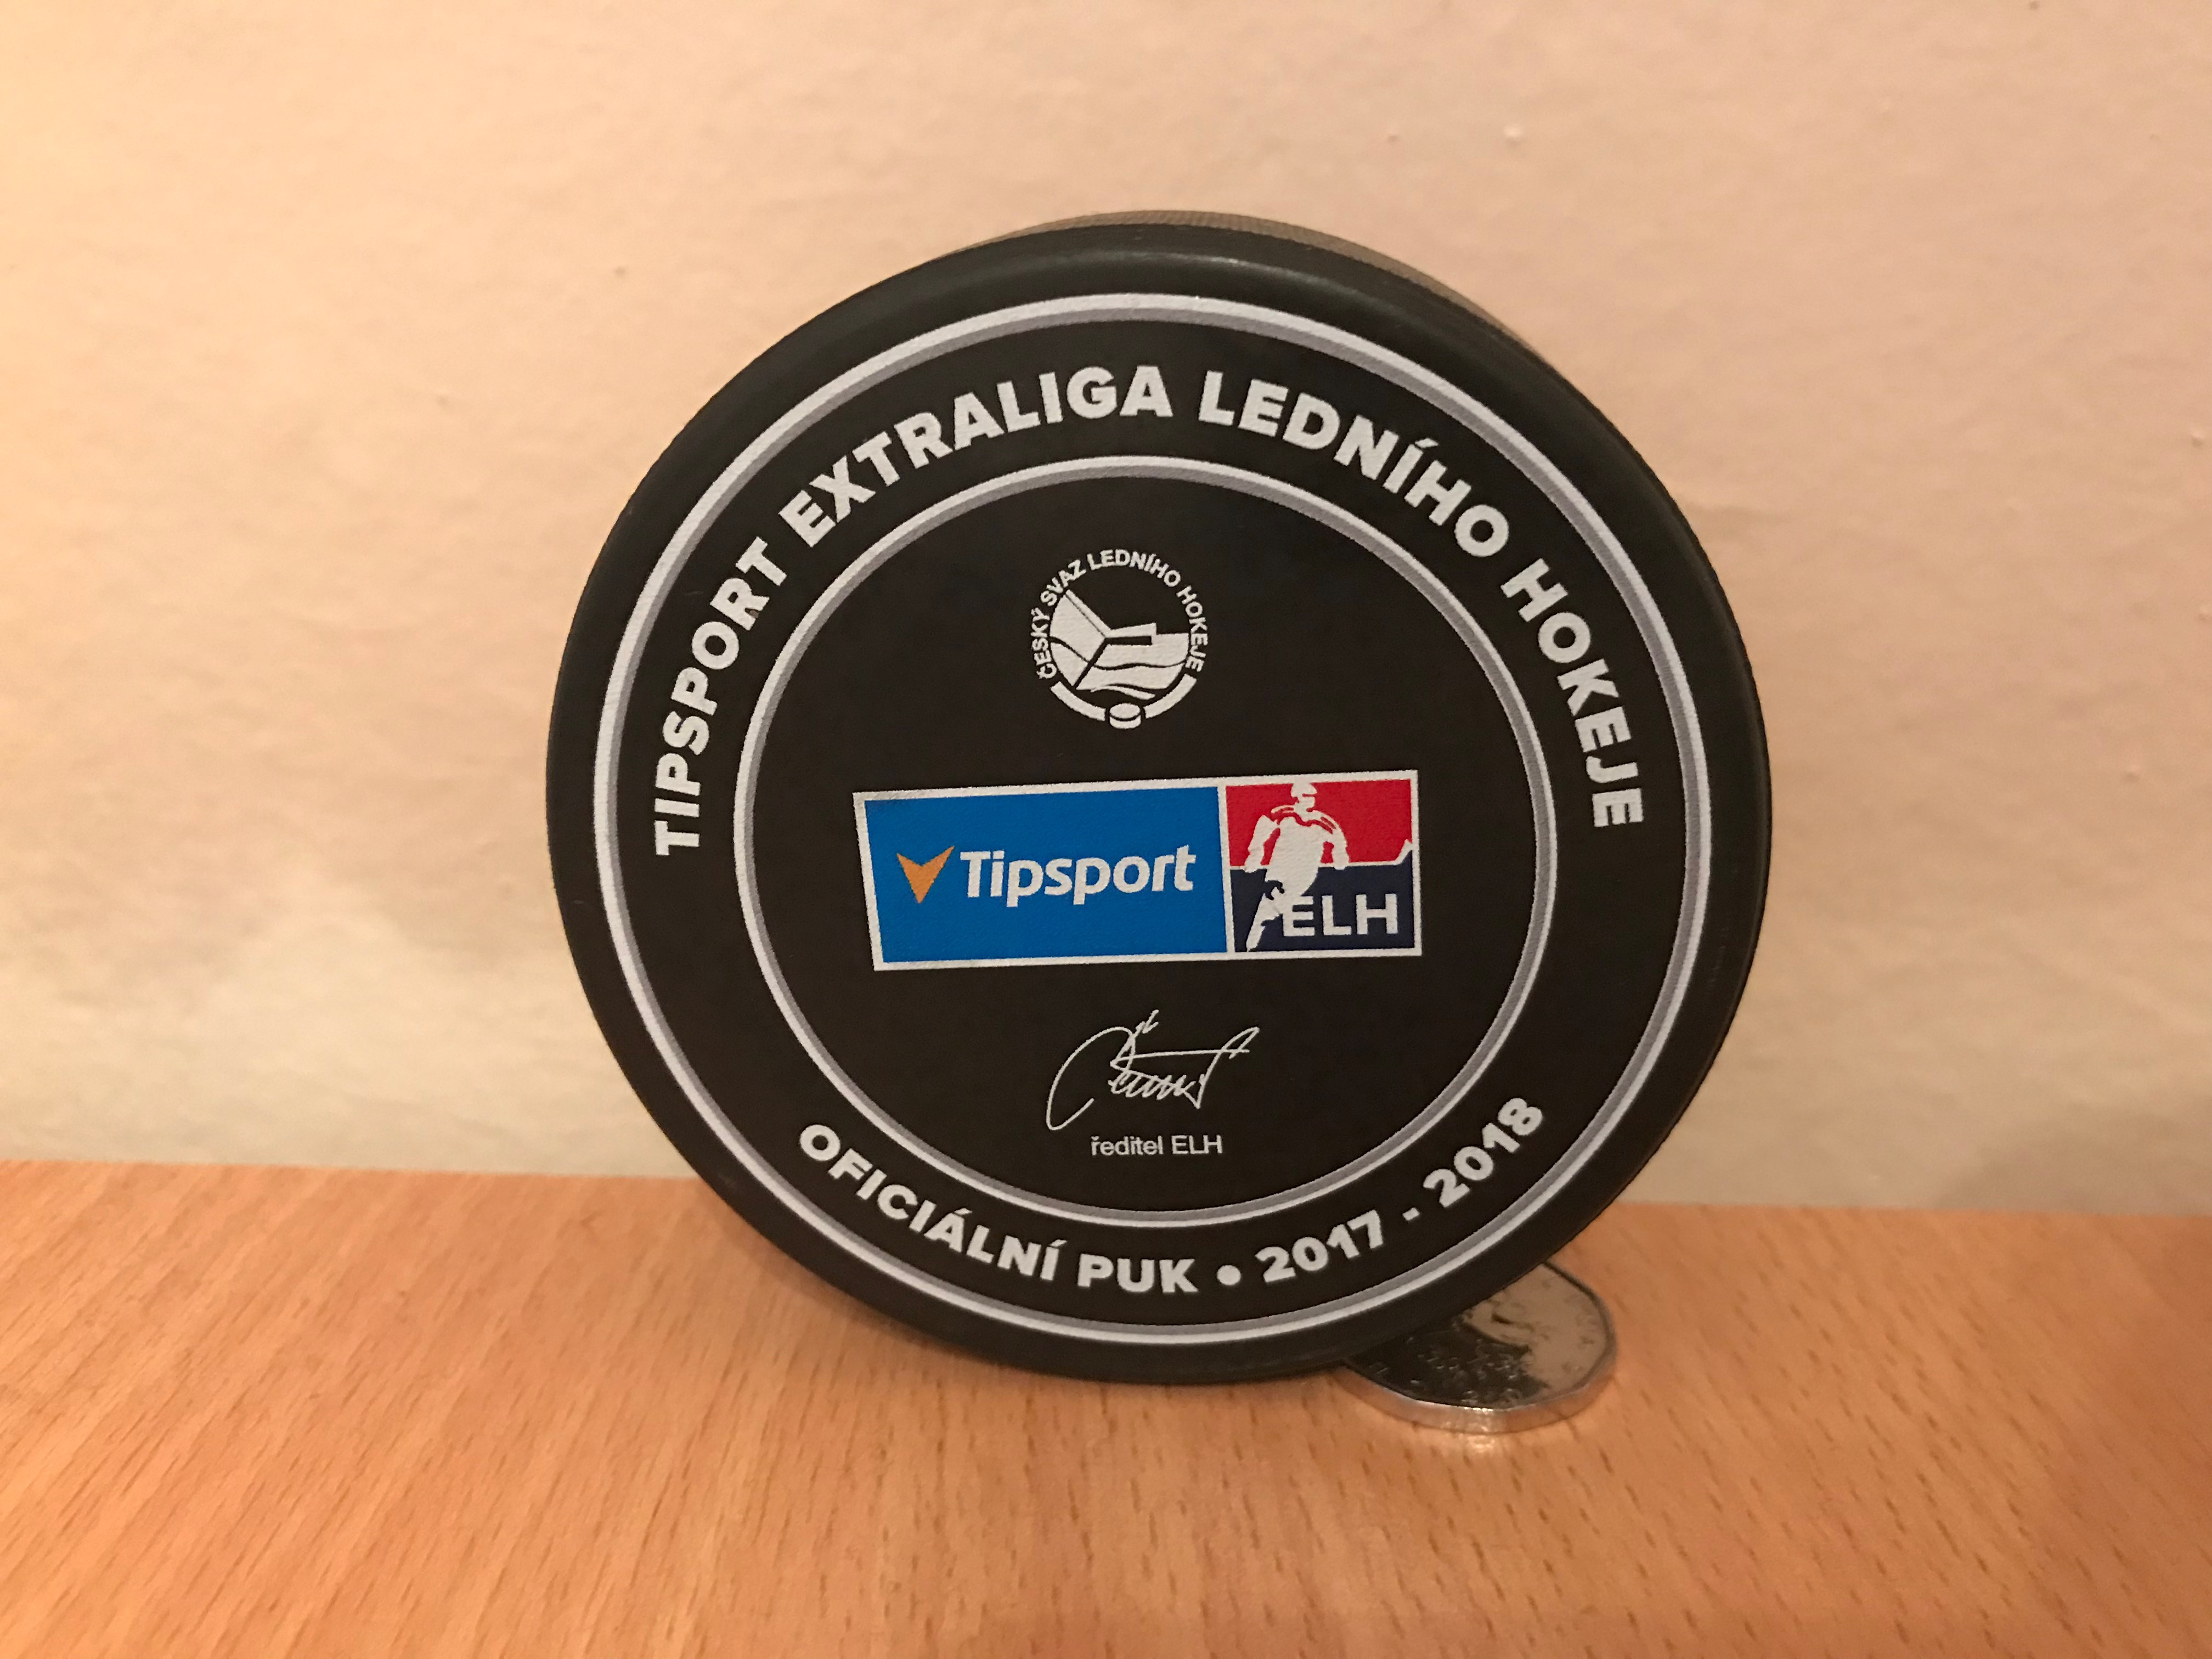 TIPSPORT EXTRALIGA LEDNÍHO HOKEJE
ČESKÝ SVAZ LEDNÍHO HOKEJE
Tipsport
ELH
ředitel ELH
OFICIÁLNÍ PUK • 2017 - 2018